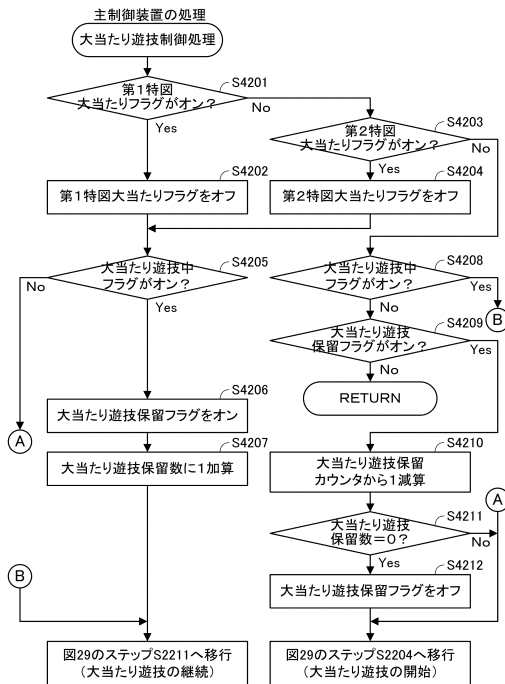 主制御装置の処理
大当たり遊技制御処理
S4201
第1特図
大当たりフラグがオン?
No
Yes
S4203
第2特図
大当たりフラグがオン?
No
Yes
S4202
第1特図大当たりフラグをオフ
S4204
第2特図大当たりフラグをオフ
S4205
大当たり遊技中
フラグがオン?
No
Yes
S4208
大当たり遊技中
フラグがオン?
Yes
No
B
S4209
大当たり遊技
保留フラグがオン?
Yes
No
RETURN
S4206
大当たり遊技保留フラグをオン
A
S4207
大当たり遊技保留数に1加算
S4210
大当たり遊技保留
カウンタから1減算
A
S4211
大当たり遊技
保留数=0?
No
Yes
S4212
大当たり遊技保留フラグをオフ
B
図29のステップS2211へ移行
(大当たり遊技の継続)
図29のステップS2204へ移行
(大当たり遊技の開始)